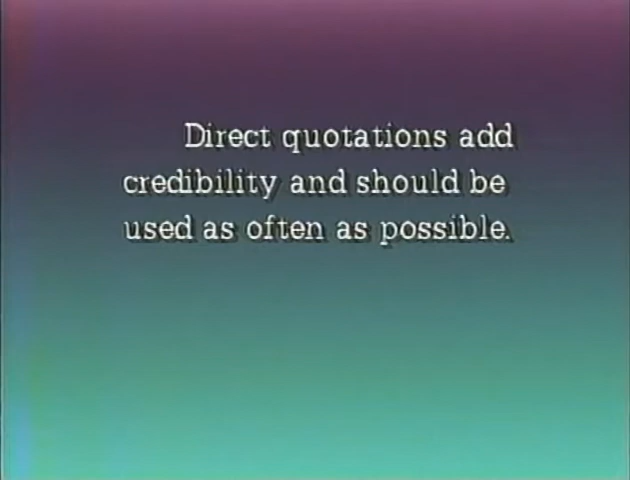 Direct quotations add
credibility and should be
used as often as possible.